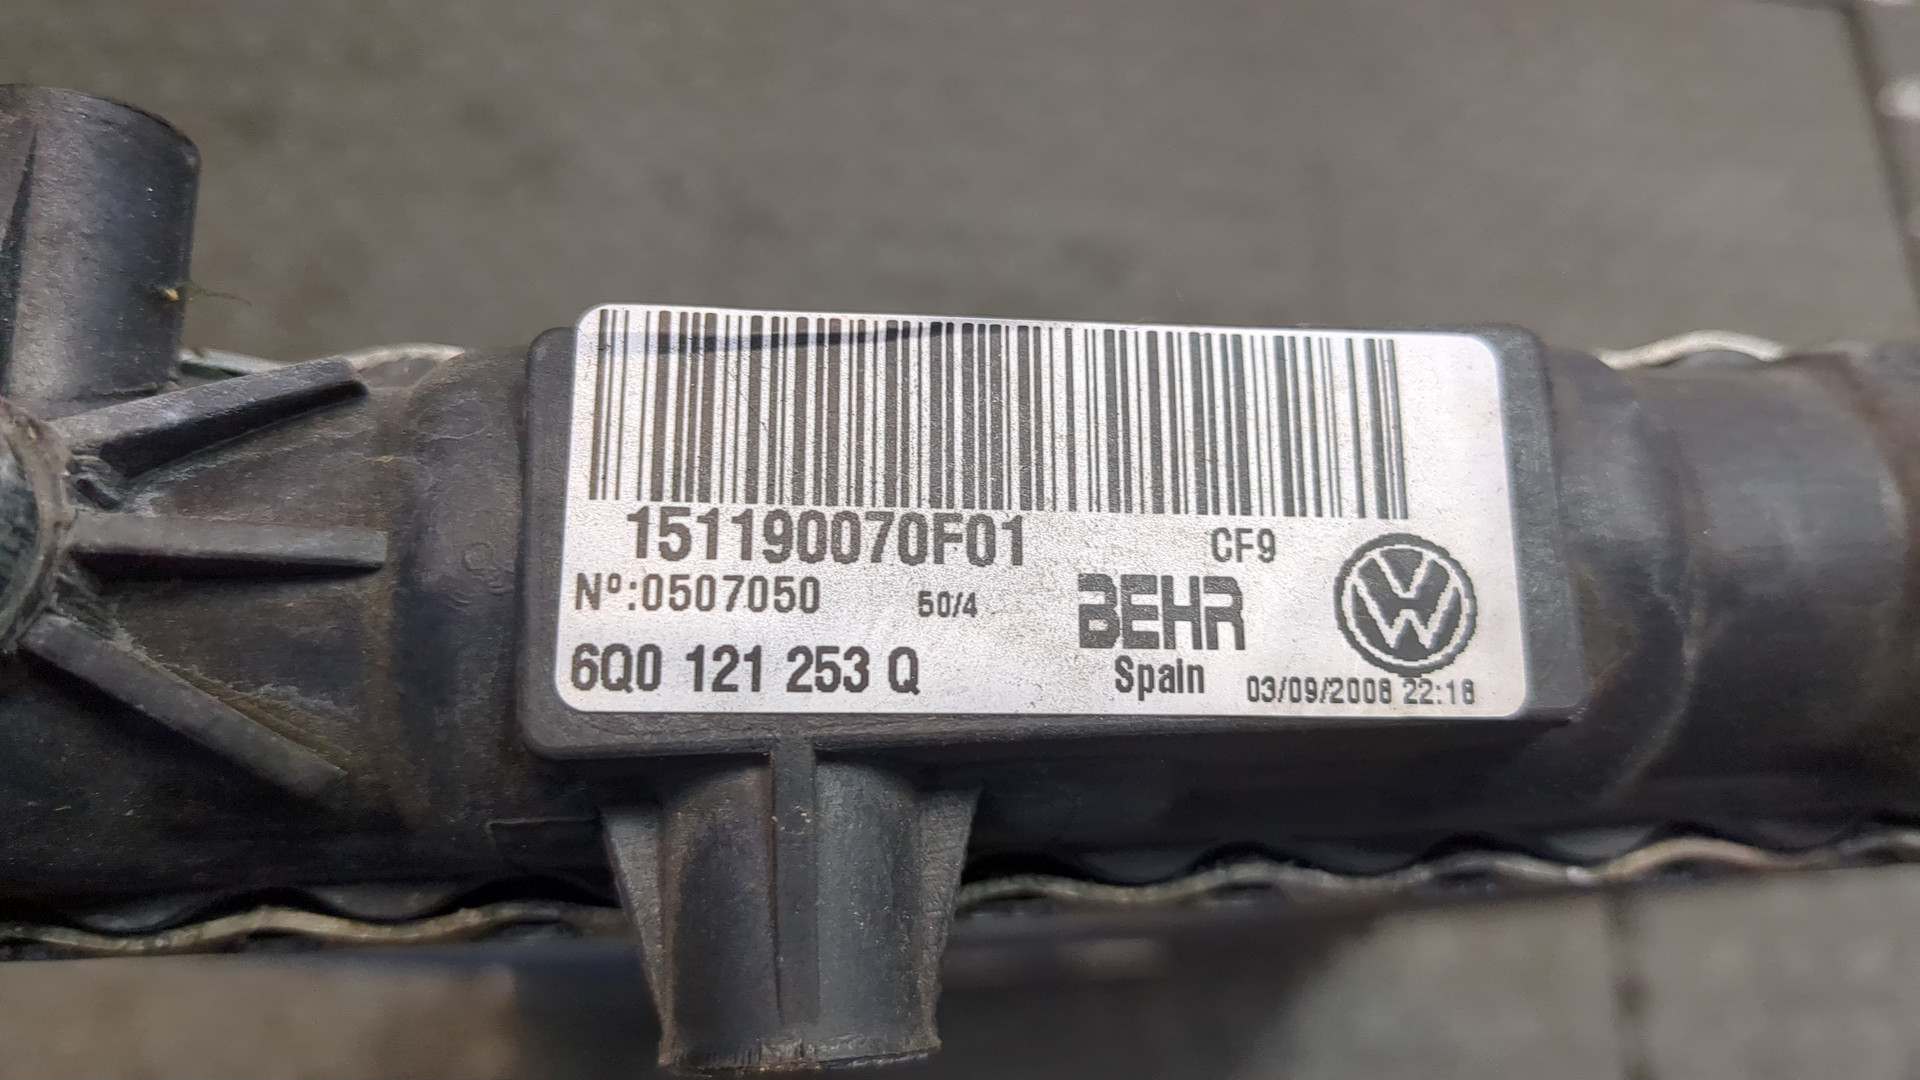 151190070F01
CF9
Nº:0507050
50/4
BEHR
6Q0 121 253 Q
Spain
03/09/2008 22:18